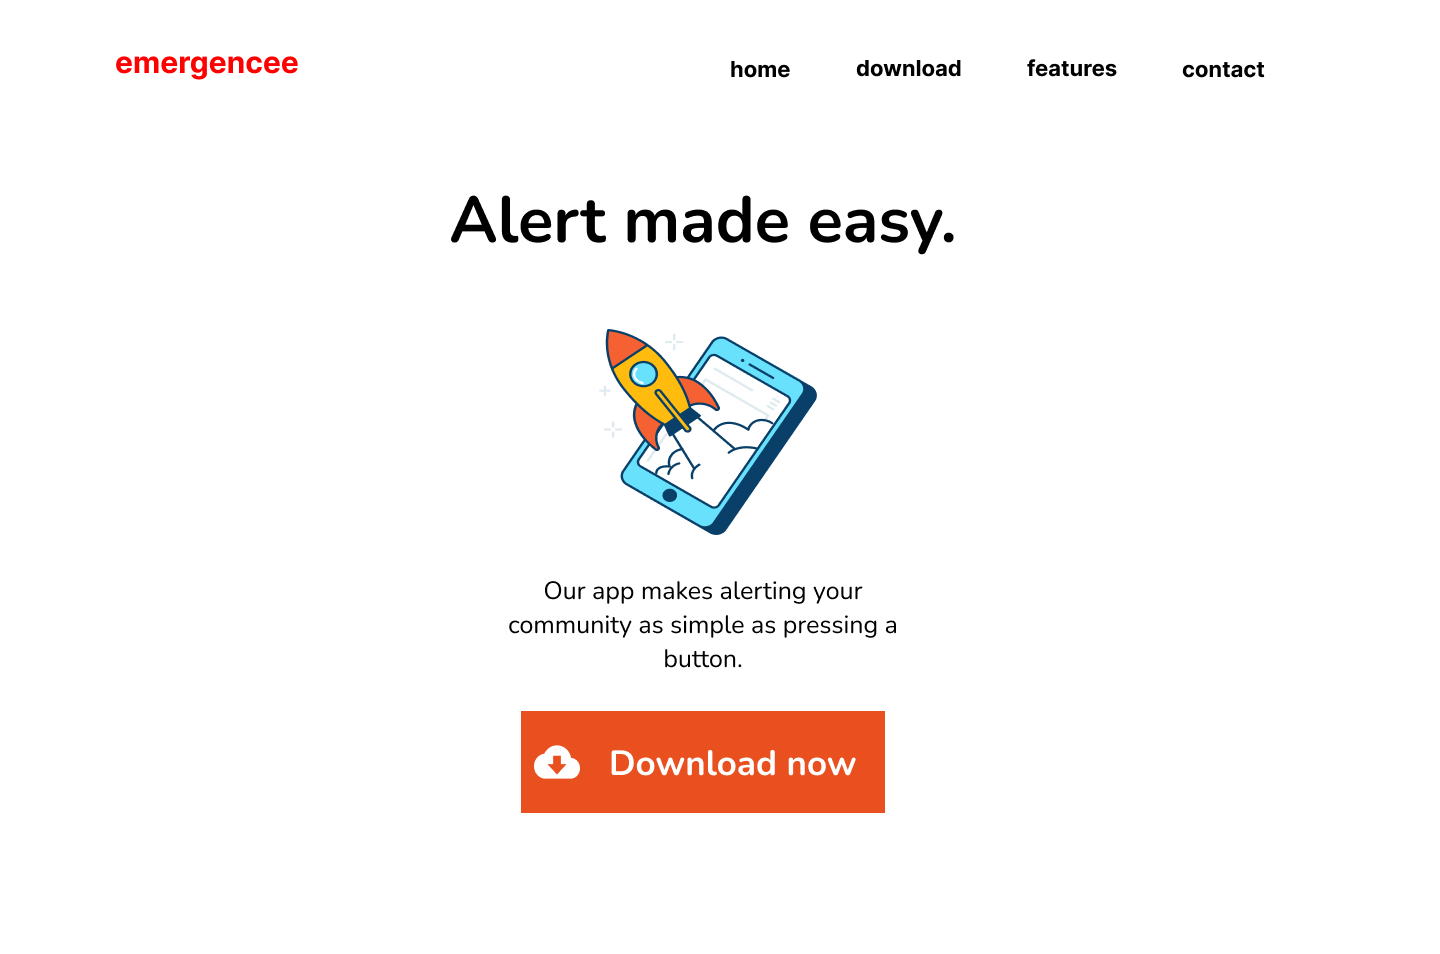 emergencee
home download features contact
Alert made easy.
Our app makes alerting your
community as simple as pressing a
button.
Download now